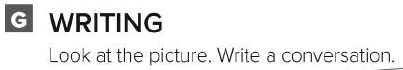 G WRITING
Look at the picture. Write a conversation.